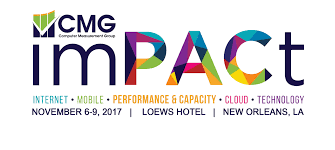 CMG
Computer Measurement Group
imPACt
INTERNET • MOBILE • PERFORMANCE & CAPACITY • CLOUD • TECHNOLOGY
NOVEMBER 6-9, 2017 | LOEWS HOTEL | NEW ORLEANS, LA